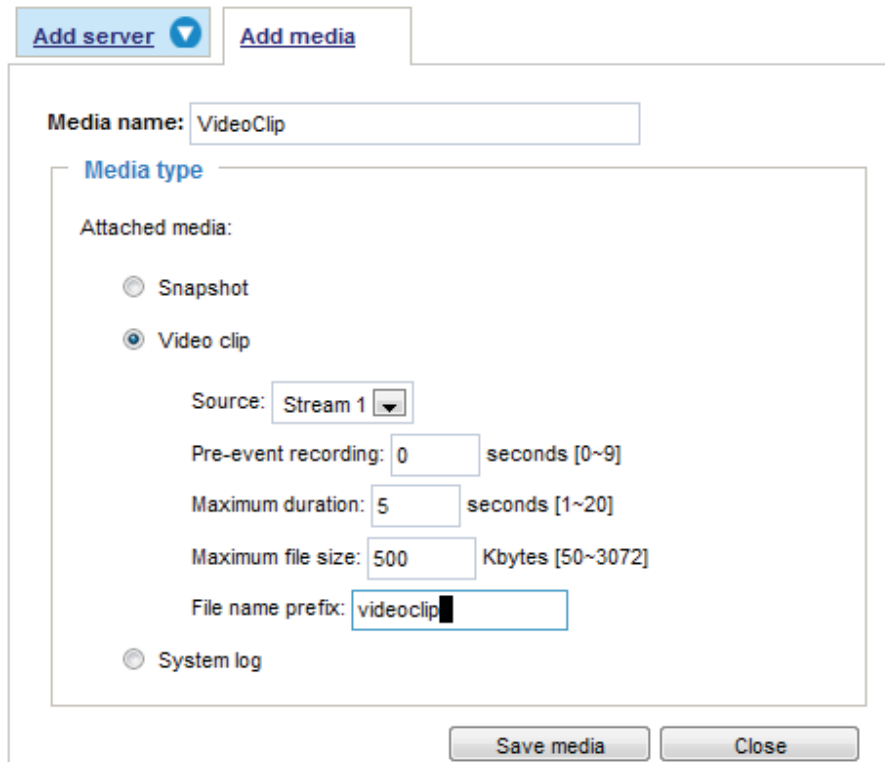 Add server Add media
Media name: VideoClip
Media type
Attached media:
Snapshot
Video clip
Source: Stream 1
Pre-event recording: 0 seconds [0~9]
Maximum duration: 5 seconds [1~20]
Maximum file size: 500 Kbytes [50~3072]
File name prefix: videoclip
System log
Save media Close